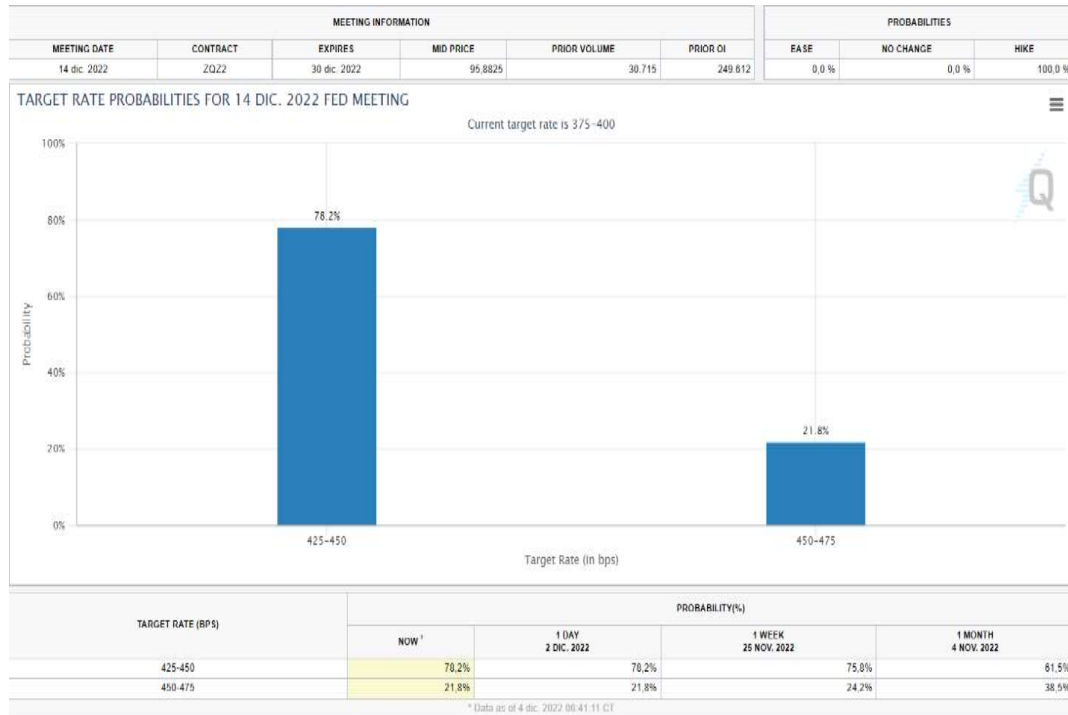 MEETING INFORMATION PROBABILITIES
MEETING DATE CONTRACT EXPIRES MID PRICE PRIOR VOLUME PRIOR OI EASE NO CHANGE HIKE
14 dic. 2022 ZQZ2 30 dic. 2022 95,8825 30.715 249.612 0,0 % 0,0 % 100,0 %
TARGET RATE PROBABILITIES FOR 14 DIC. 2022 FED MEETING
Current target rate is 375-400
100%
80%
60%
40%
20%
0%
Probability
78.2%
21.8%
Q
425-450 450-475
Target Rate (in bps)
TARGET RATE (BPS) PROBABILITY(%)
NOW * 1 DAY 1 WEEK 1 MONTH
2 DIC. 2022 25 NOV. 2022 4 NOV. 2022
425-450 78,2% 78,2% 75,8% 61,5%
450-475 21,8% 21,8% 24,2% 38,5%
* Data as of 4 dic. 2022 06:41:11 CT